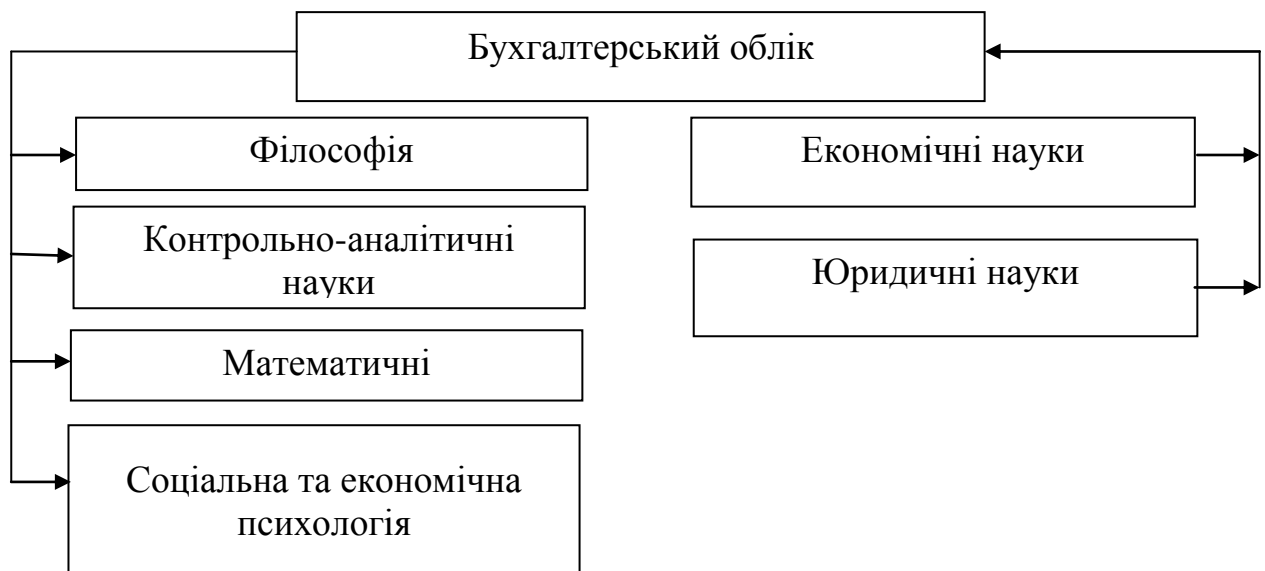 Бухгалтерський облік
Філософія
Економічні науки
Контрольно-аналітичні
науки
Юридичні науки
Математичні
Соціальна та економічна
психологія